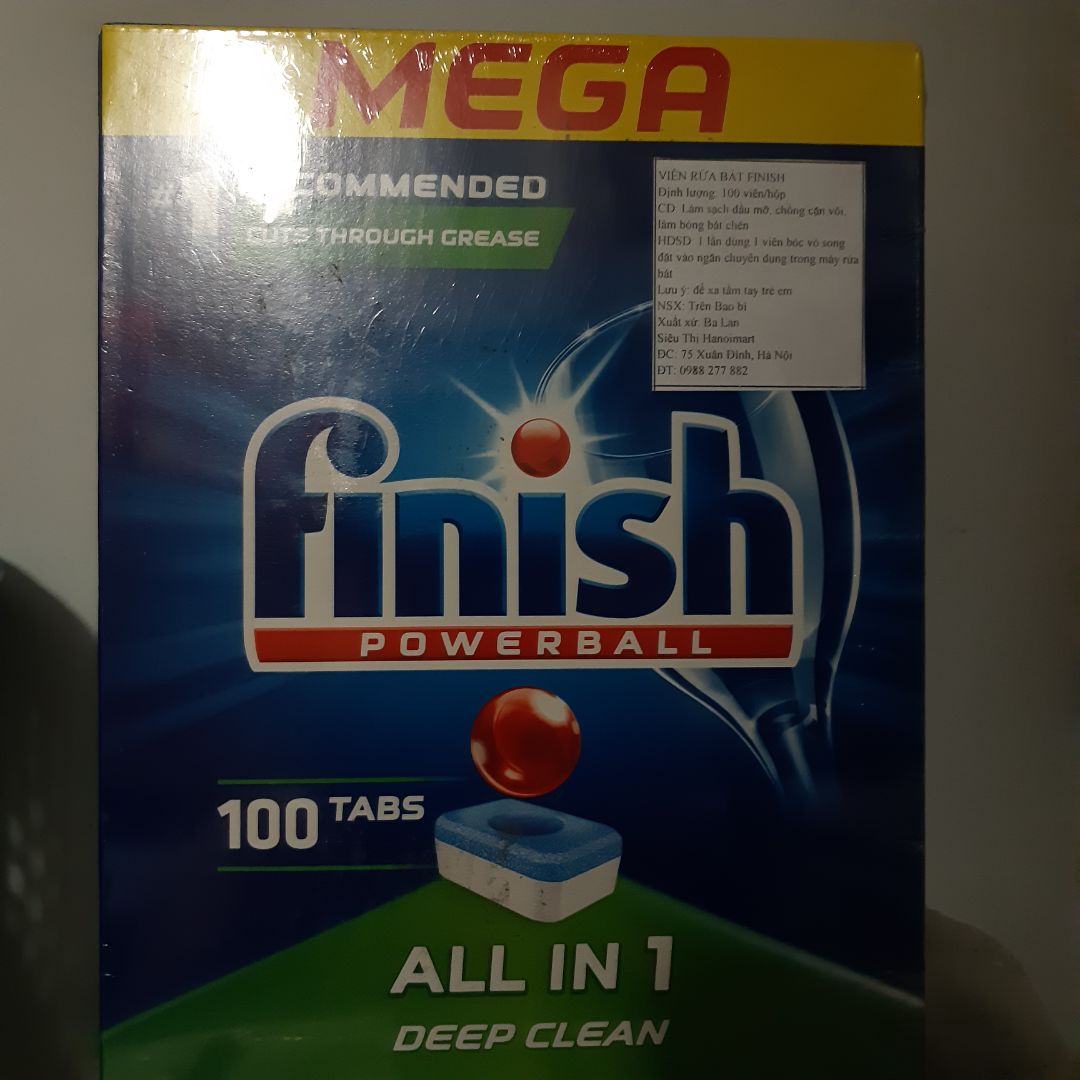 MEGA
#1 RECOMMENDED
CUTS THROUGH GREASE
VIÊN RỬA BÁT FINISH
Định lượng: 100 viên/hộp
CD: Làm sạch dầu mỡ, chống cặn vôi,
làm bóng bát chén
HDSD: 1 lần dùng 1 viên bóc vỏ song
đặt vào ngăn chuyên dụng trong máy rửa
bát
Lưu ý: để xa tầm tay trẻ em
NSX: Trên Bao bì
Xuất xứ: Ba Lan
Siêu Thị Hanoimart
ĐC: 75 Xuân Đỉnh, Hà Nội
ĐT: 0988 277 882
finish
POWERBALL
100 TABS
ALL IN 1
DEEP CLEAN